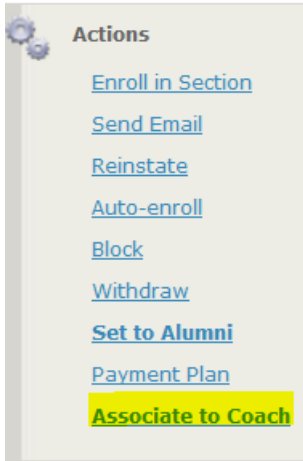 Actions
Enroll in Section
Send Email
Reinstate
Auto-enroll
Block
Withdraw
Set to Alumni
Payment Plan
Associate to Coach